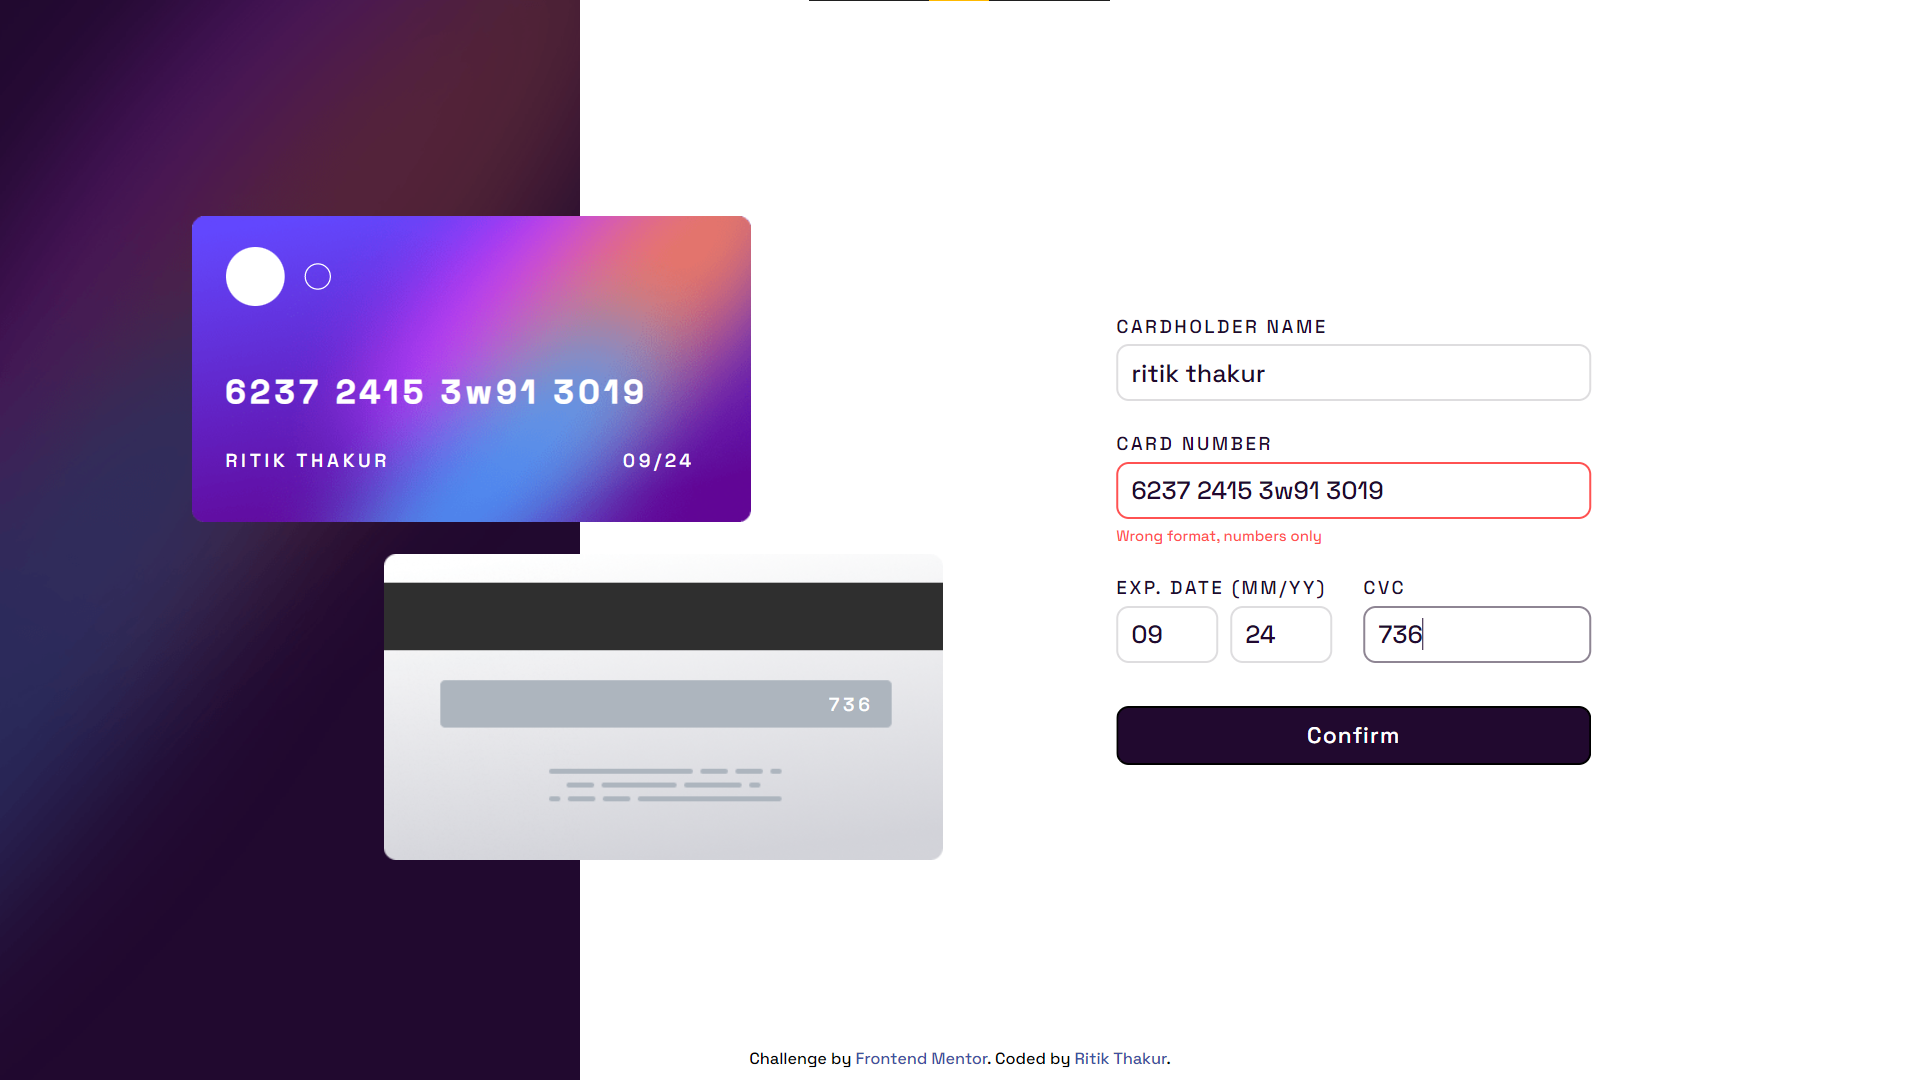 6237 2415 3w91 3019
RITIK THAKUR 09/24
736
CARDHOLDER NAME
ritik thakur
CARD NUMBER
6237 2415 3w91 3019
Wrong format, numbers only
EXP. DATE (MM/YY) CVC
09 24 736
Confirm
Challenge by Frontend Mentor. Coded by Ritik Thakur.